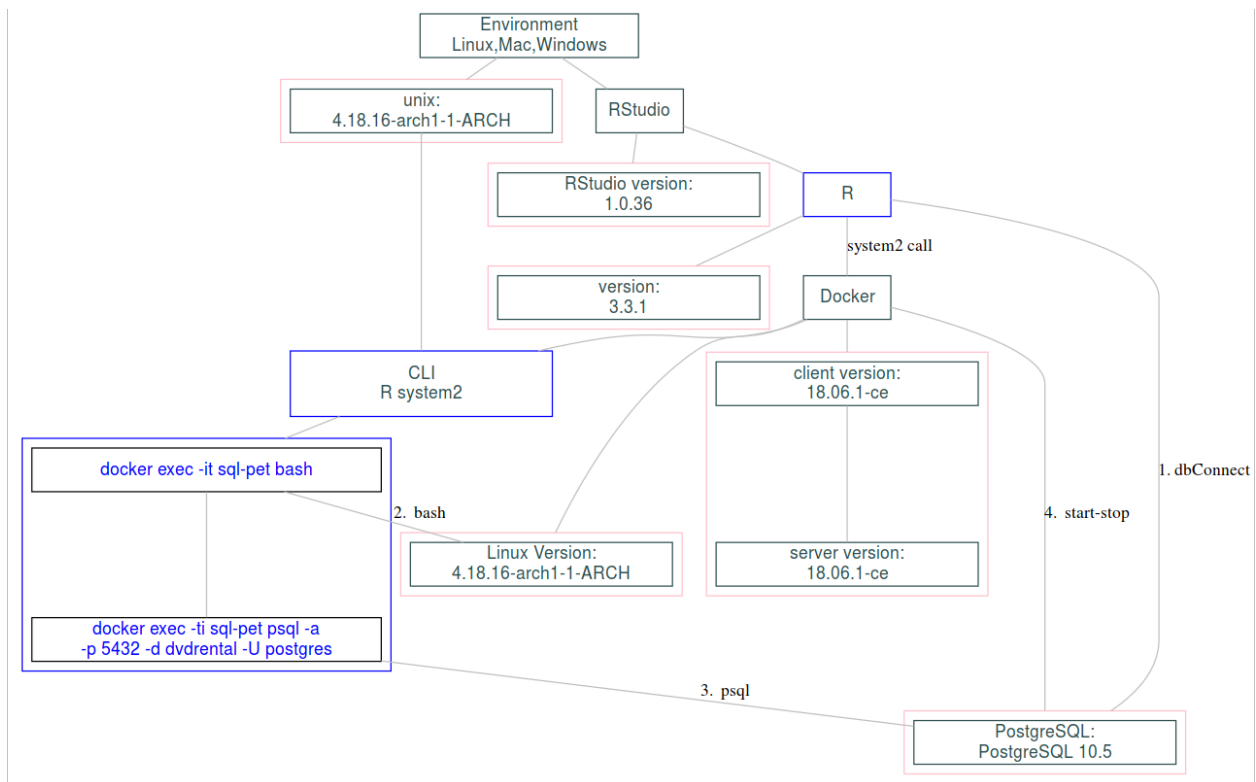 Environment
Linux,Mac,Windows
unix:
4.18.16-arch1-1-ARCH
RStudio
RStudio version:
1.0.36
R
system2 call
version:
3.3.1
Docker
CLI
R system2
client version:
18.06.1-ce
docker exec -it sql-pet bash
1. dbConnect
2. bash
4. start-stop
Linux Version:
4.18.16-arch1-1-ARCH
server version:
18.06.1-ce
docker exec -ti sql-pet psql -a
-p 5432 -d dvdrental -U postgres
3. psql
PostgreSQL:
PostgreSQL 10.5